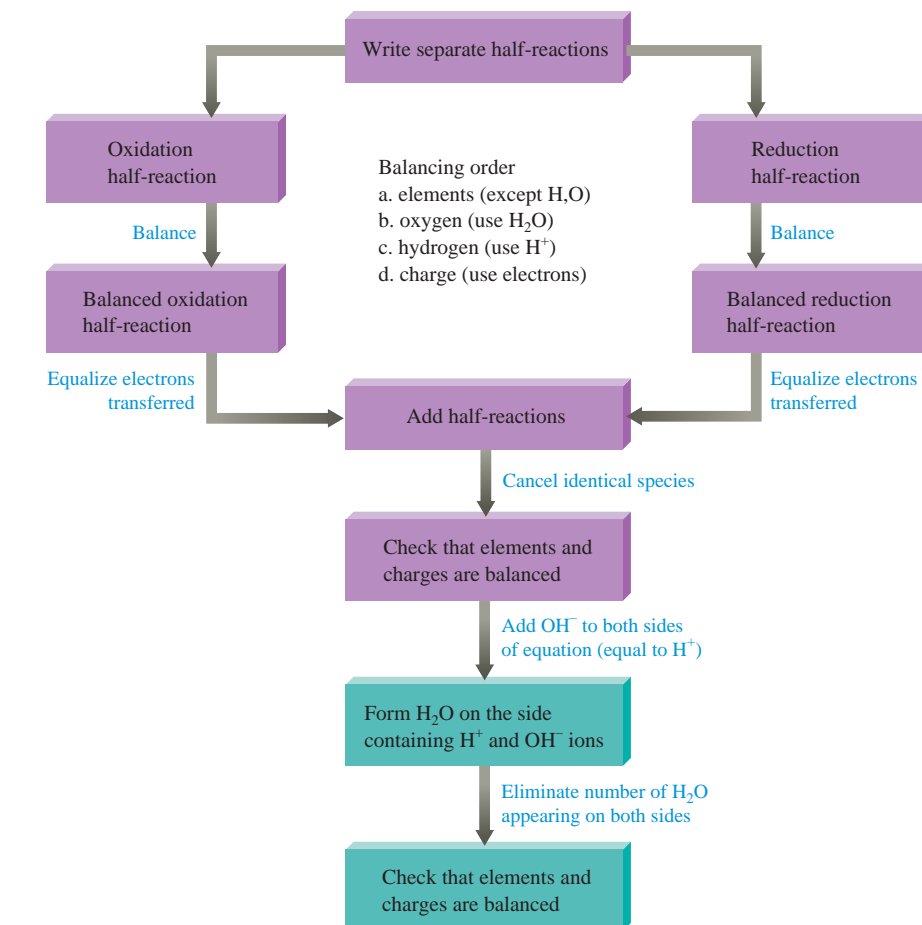 Write separate half-reactions
Oxidation
half-reaction
Reduction
half-reaction
Balancing order
a. elements (except H,O)
b. oxygen (use H₂O)
c. hydrogen (use H⁺)
d. charge (use electrons)
Balance
Balance
Balanced oxidation
half-reaction
Balanced reduction
half-reaction
Equalize electrons
transferred
Equalize electrons
transferred
Add half-reactions
Cancel identical species
Check that elements and
charges are balanced
Add OH⁻ to both sides
of equation (equal to H⁺)
Form H₂O on the side
containing H⁺ and OH⁻ ions
Eliminate number of H₂O
appearing on both sides
Check that elements and
charges are balanced